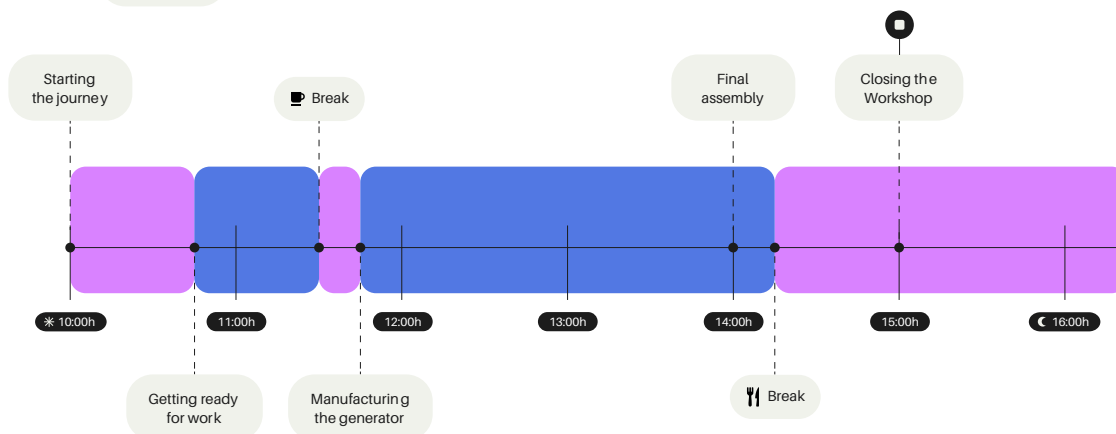 Starting
the journey
Break
Final
assembly
Closing the
Workshop
10:00h
11:00h
12:00h
13:00h
14:00h
15:00h
16:00h
Getting ready
for work
Manufacturing
the generator
Break